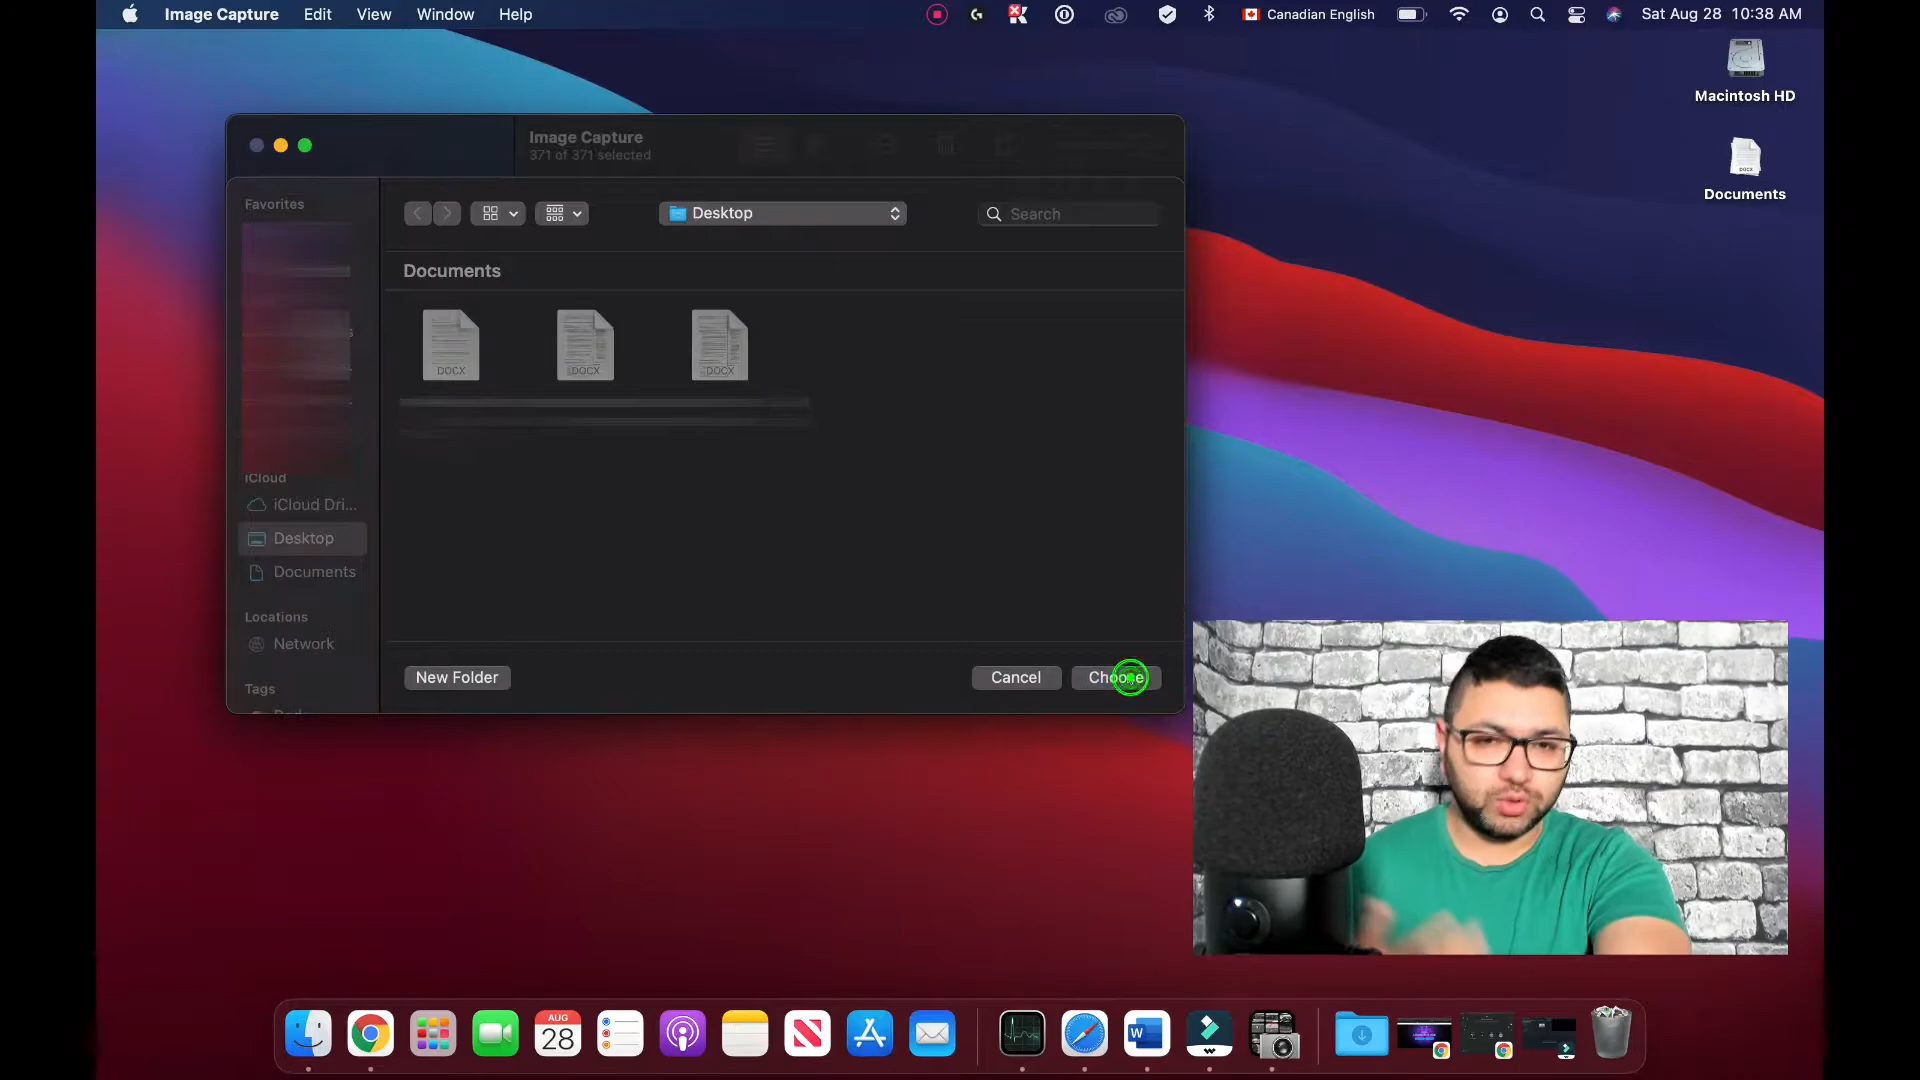 Image Capture Edit View Window Help Canadian English Sat Aug 28 10:38 AM
Macintosh HD
Documents
Image Capture
371 of 371 selected
Favorites
Desktop
Search
Documents
DOCX DOCX DOCX
iCloud
iCloud Dri...
Desktop
Documents
Locations
Network
Tags
New Folder Cancel Choose
AUG
28